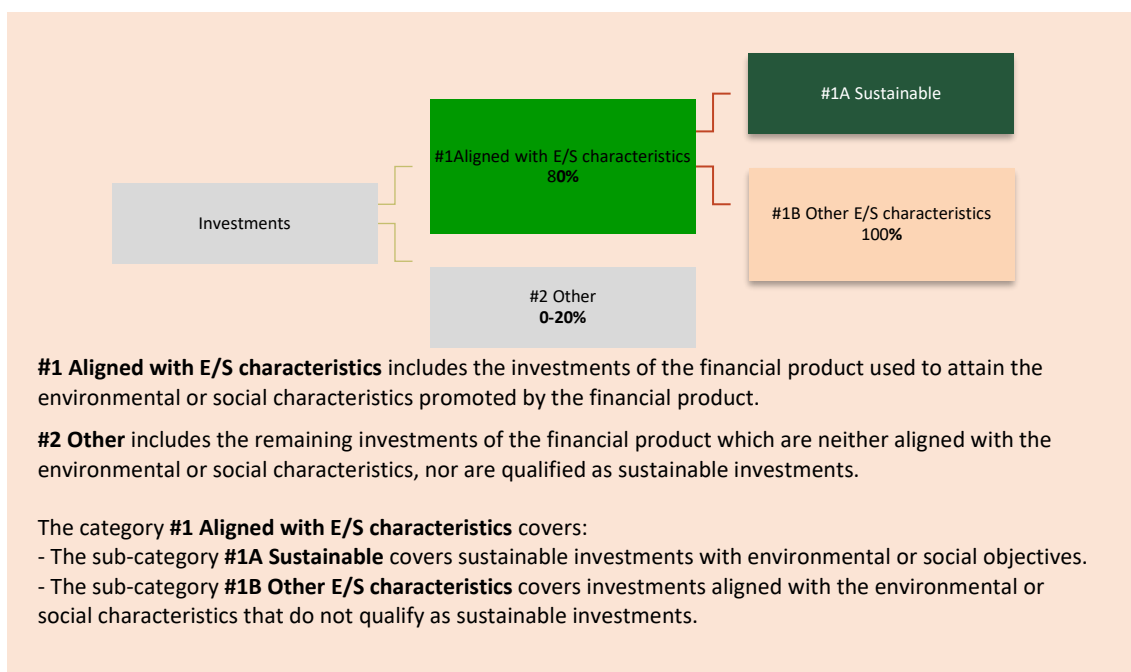 #1A Sustainable
#1Aligned with E/S characteristics
80%
Investments
#1B Other E/S characteristics
100%
#2 Other
0-20%
#1 Aligned with E/S characteristics includes the investments of the financial product used to attain the
environmental or social characteristics promoted by the financial product.
#2 Other includes the remaining investments of the financial product which are neither aligned with the
environmental or social characteristics, nor are qualified as sustainable investments.
The category #1 Aligned with E/S characteristics covers:
- The sub-category #1A Sustainable covers sustainable investments with environmental or social objectives.
- The sub-category #1B Other E/S characteristics covers investments aligned with the environmental or
social characteristics that do not qualify as sustainable investments.